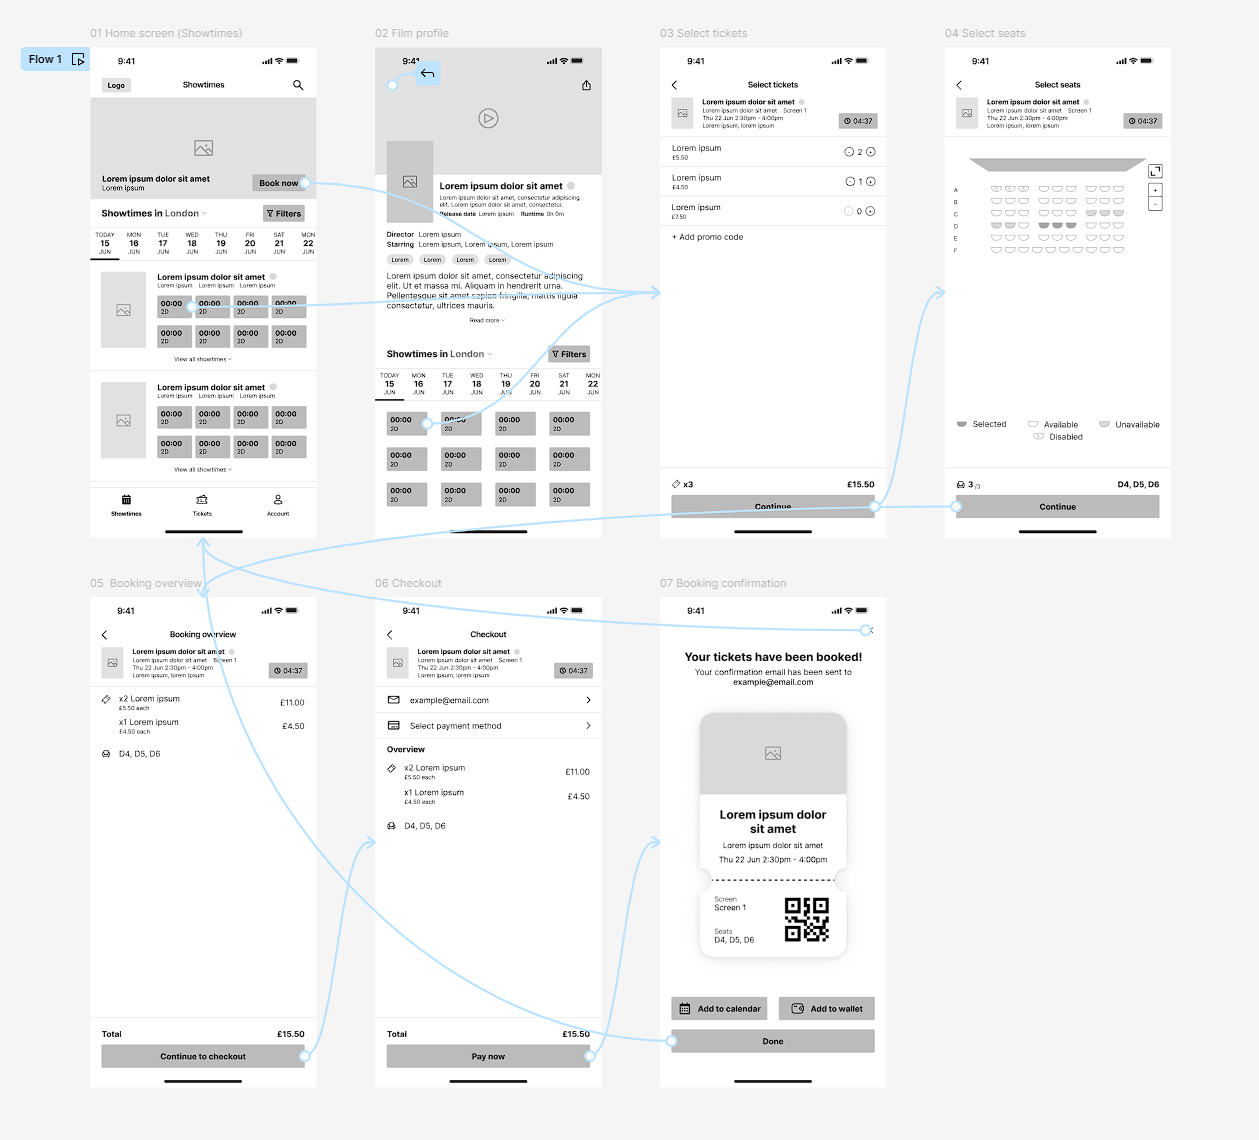 01 Home screen (Showtimes)
Flow 1
9:41
Logo
Showtimes
Lorem ipsum dolor sit amet
Lorem ipsum
Book now
Showtimes in London
Filters
TODAY MON TUE WED THU FRI SAT MON
15 16 17 18 19 20 21 22
JUN JUN JUN JUN JUN JUN JUN JUN
Lorem ipsum dolor sit amet
Lorem ipsum Lorem ipsum Lorem ipsum
00:00 00:00 00:00 00:00
2D 2D 2D 2D
00:00 00:00 00:00 00:00
2D 2D 2D 2D
View all showtimes
Lorem ipsum dolor sit amet
Lorem ipsum Lorem ipsum Lorem ipsum
00:00 00:00 00:00 00:00
2D 2D 2D 2D
00:00 00:00 00:00 00:00
2D 2D 2D 2D
View all showtimes
Showtimes Tickets Account
02 Film profile
9:41
Lorem ipsum dolor sit amet
Lorem ipsum dolor sit amet, consectetur adipiscing
elit. Lorem ipsum dolor sit amet, consectetur.
Release date Lorem ipsum Runtime 0h 0m
Director Lorem ipsum
Starring Lorem ipsum, Lorem ipsum, Lorem ipsum
Lorem Lorem Lorem Lorem
Lorem ipsum dolor sit amet, consectetur adipiscing
elit. Ut et massa mi. Aliquam in hendrerit urna.
Pellentesque sit amet sapien fringilla, mattis ligula
consectetur, ultrices mauris.
Read more
Showtimes in London
Filters
TODAY MON TUE WED THU FRI SAT MON
15 16 17 18 19 20 21 22
JUN JUN JUN JUN JUN JUN JUN JUN
00:00 00:00 00:00 00:00
2D 2D 2D 2D
00:00 00:00 00:00 00:00
2D 2D 2D 2D
00:00 00:00 00:00 00:00
2D 2D 2D 2D
03 Select tickets
9:41
Select tickets
Lorem ipsum dolor sit amet
Lorem ipsum dolor sit amet Screen 1
Thu 22 Jun 2:30pm - 4:00pm
Lorem ipsum, lorem ipsum
04:37
Lorem ipsum
£5.50
- 2 +
Lorem ipsum
£4.50
- 1 +
Lorem ipsum
£7.50
- 0 +
+ Add promo code
x3
£15.50
Continue
04 Select seats
9:41
Select seats
Lorem ipsum dolor sit amet
Lorem ipsum dolor sit amet Screen 1
Thu 22 Jun 2:30pm - 4:00pm
Lorem ipsum, lorem ipsum
04:37
+
-
A
B
C
D
E
F
Selected Available Unavailable
Disabled
3 /3
D4, D5, D6
Continue
05 Booking overview
9:41
Booking overview
Lorem ipsum dolor sit amet
Lorem ipsum dolor sit amet Screen 1
Thu 22 Jun 2:30pm - 4:00pm
Lorem ipsum, lorem ipsum
04:37
x2 Lorem ipsum
£5.50 each
£11.00
x1 Lorem ipsum
£4.50 each
£4.50
D4, D5, D6
Total
£15.50
Continue to checkout
06 Checkout
9:41
Checkout
Lorem ipsum dolor sit amet
Lorem ipsum dolor sit amet Screen 1
Thu 22 Jun 2:30pm - 4:00pm
Lorem ipsum, lorem ipsum
04:37
example@email.com
Select payment method
Overview
x2 Lorem ipsum
£5.50 each
£11.00
x1 Lorem ipsum
£4.50 each
£4.50
D4, D5, D6
Total
£15.50
Pay now
07 Booking confirmation
9:41
Your tickets have been booked!
Your confirmation email has been sent to
example@email.com
Lorem ipsum dolor
sit amet
Lorem ipsum dolor sit amet
Thu 22 Jun 2:30pm - 4:00pm
Screen
Screen 1
Seats
D4, D5, D6
Add to calendar
Add to wallet
Done